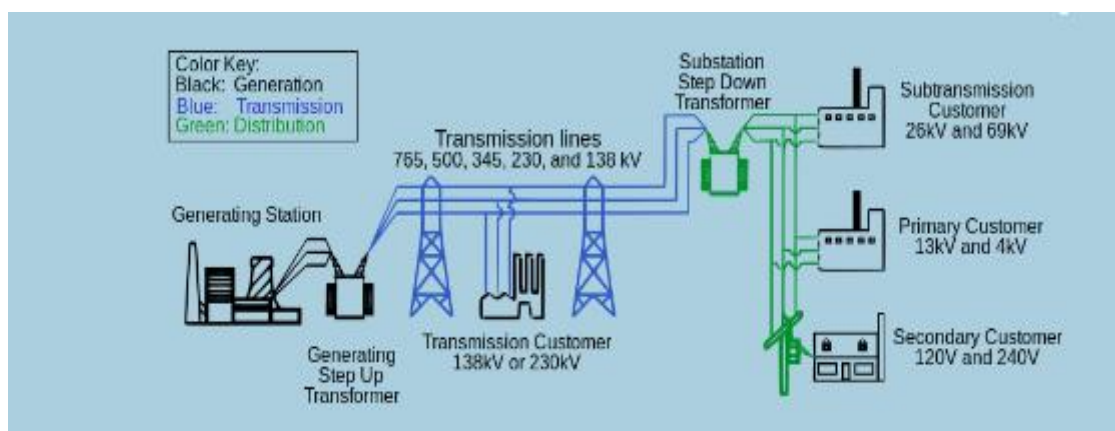 Color Key:
Black: Generation
Blue: Transmission
Green: Distribution
Substation
Step Down
Transformer
Subtransmission
Customer
26kV and 69kV
Transmission lines
765, 500, 345, 230, and 138 kV
Generating Station
Primary Customer
13kV and 4kV
Transmission Customer
138kV or 230kV
Generating
Step Up
Transformer
Secondary Customer
120V and 240V